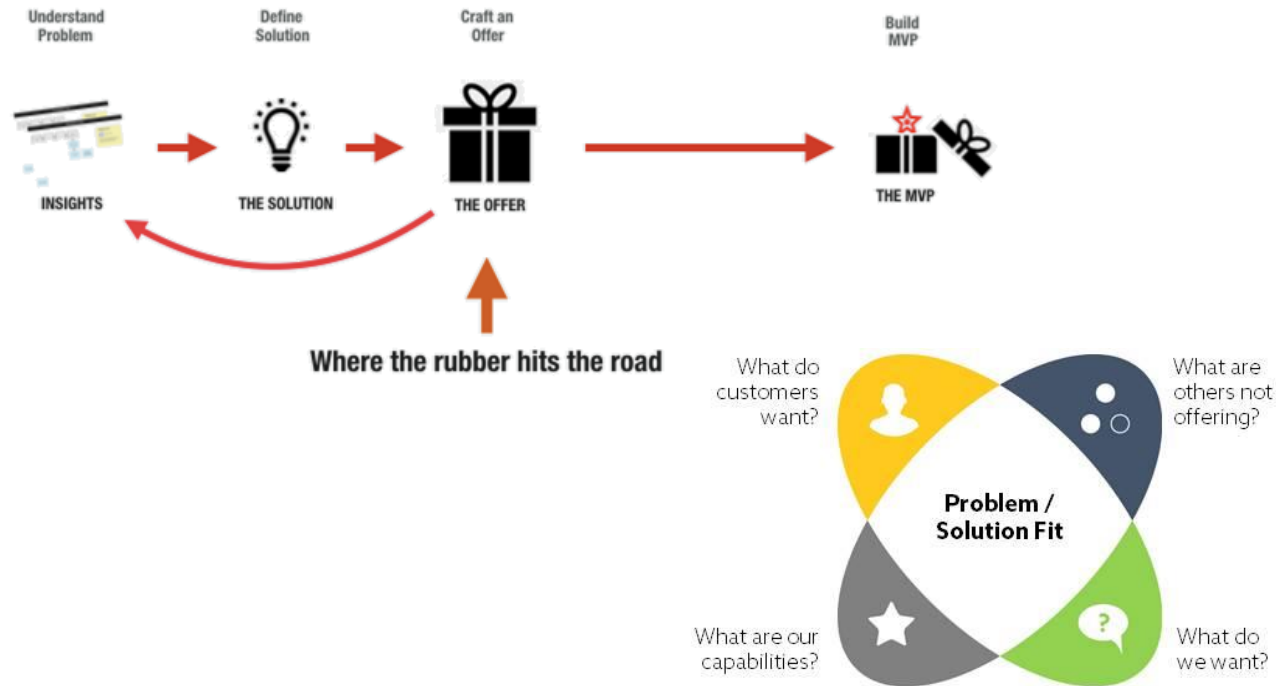 Understand
Problem
Define
Solution
Craft an
Offer
Build
MVP
INSIGHTS
THE SOLUTION
THE OFFER
THE MVP
Where the rubber hits the road
What do
customers
want?
What are
others not
offering?
Problem /
Solution Fit
What are our
capabilities?
?
What do
we want?